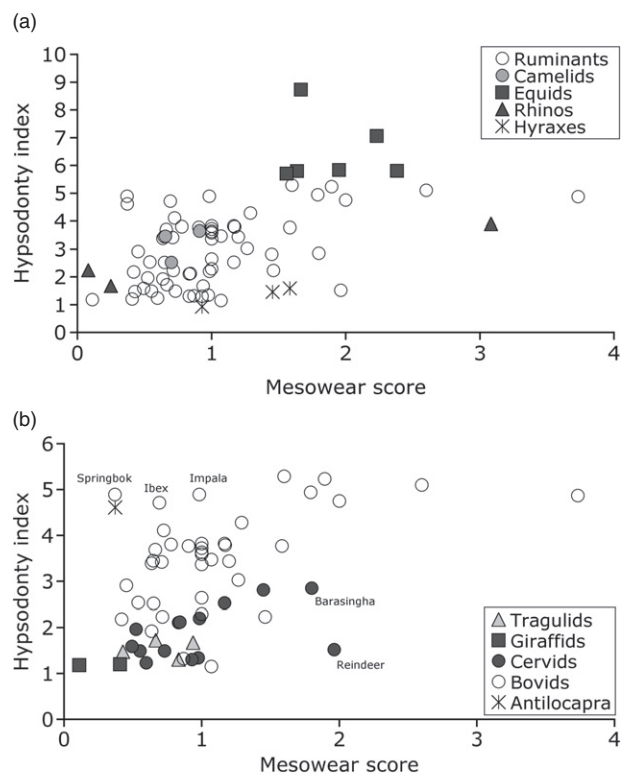 (a)
10
9
8
7
6
5
4
3
2
1
0
Hypsodonty index
0 1 2 3 4
Mesowear score
Ruminants
Camelids
Equids
Rhinos
Hyraxes
(b)
6
5
4
3
2
1
0
Hypsodonty index
Springbok
Ibex
Impala
Barasingha
Reindeer
0 1 2 3 4
Mesowear score
Tragulids
Giraffids
Cervids
Bovids
Antilocapra